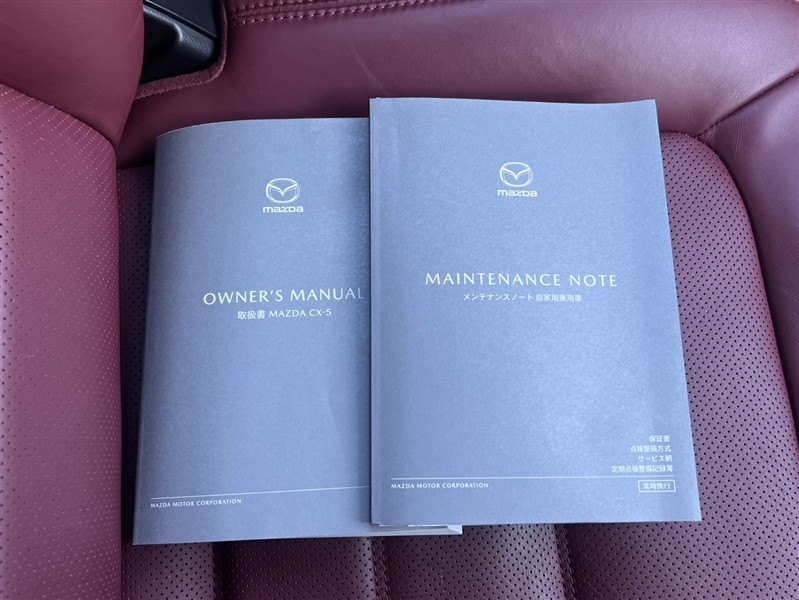 mazda
OWNER'S MANUAL
取扱書 MAZDA CX-5
MAZDA MOTOR CORPORATION
mazda
MAINTENANCE NOTE
メンテナンスノート 自家用乗用車
保証書
点検整備方式
サービス網
定期点検整備記録簿
MAZDA MOTOR CORPORATION
常時携行